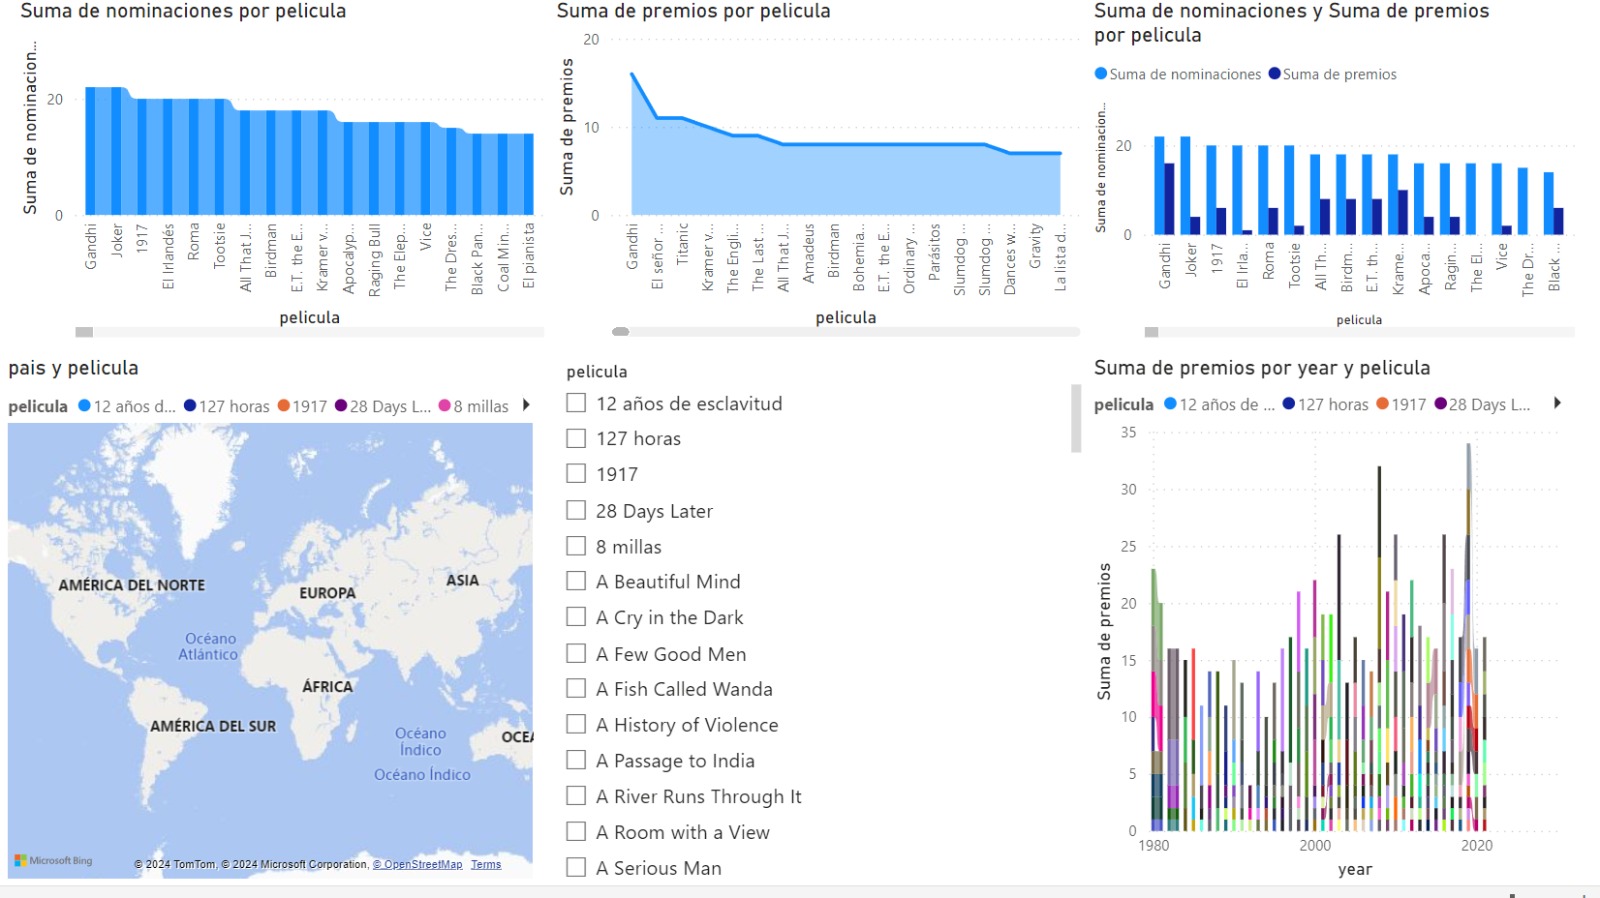 Suma de nominaciones por pelicula
Suma de nominacion...
20
0
Gandhi
Joker
1917
El Irlandés
Roma
Tootsie
All That J...
Birdman
E.T. the E...
Kramer v...
Apocalyp...
Raging Bull
The Elep...
Vice
The Dres...
Black Pan...
Coal Min...
El pianista
pelicula
Suma de premios por pelicula
Suma de premios
20
10
0
Gandhi
El señor ...
Titanic
Kramer v...
The Engli...
The Last ...
All That J...
Amadeus
Birdman
Bohemia...
E.T. the E...
Ordinary ...
Parásitos
Slumdog ...
Slumdog ...
Dances w...
Gravity
La lista d...
pelicula
Suma de nominaciones y Suma de premios
por pelicula
Suma de nominaciones
Suma de premios
Suma de nominacion...
20
0
Gandhi
Joker
1917
El Irla...
Roma
Tootsie
All Th...
Birdm...
E.T. th...
Krame...
Apoca...
Ragin...
The El...
Vice
The Dr...
Black ...
pelicula
pais y pelicula
pelicula
12 años d...
127 horas
1917
28 Days L...
8 millas
AMÉRICA DEL NORTE
EUROPA
ASIA
Océano
Atlántico
ÁFRICA
AMÉRICA DEL SUR
Océano
Índico
OCEA
Océano Índico
Microsoft Bing
© 2024 TomTom, © 2024 Microsoft Corporation, © OpenStreetMap Terms
pelicula
12 años de esclavitud
127 horas
1917
28 Days Later
8 millas
A Beautiful Mind
A Cry in the Dark
A Few Good Men
A Fish Called Wanda
A History of Violence
A Passage to India
A River Runs Through It
A Room with a View
A Serious Man
Suma de premios por year y pelicula
pelicula
12 años de ...
127 horas
1917
28 Days L...
Suma de premios
35
30
25
20
15
10
5
0
1980
2000
2020
year